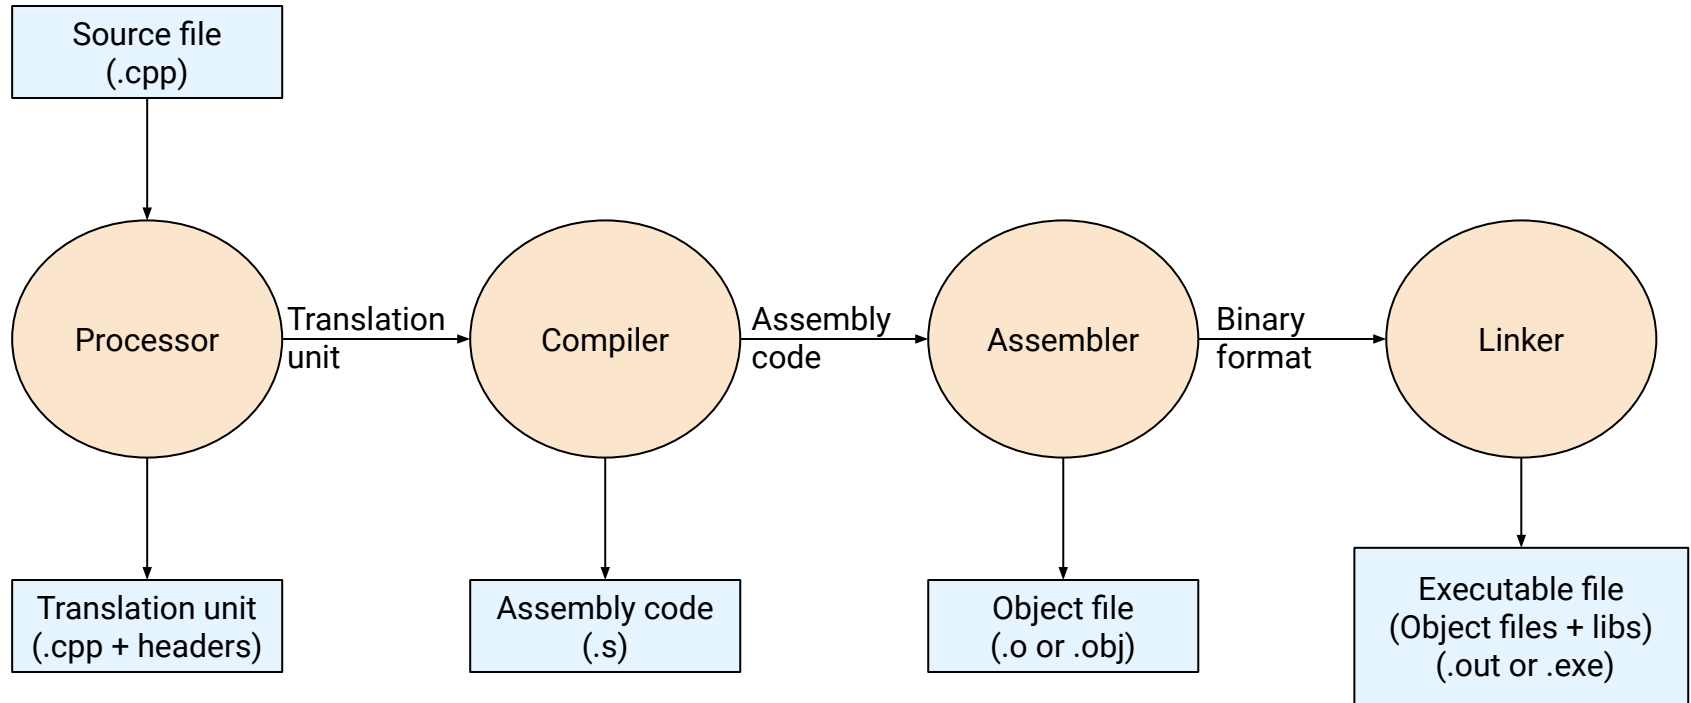 Source file
(.cpp)
Processor
Translation
unit
Compiler
Assembly
code
Assembler
Binary
format
Linker
Translation unit
(.cpp + headers)
Assembly code
(.s)
Object file
(.o or .obj)
Executable file
(Object files + libs)
(.out or .exe)